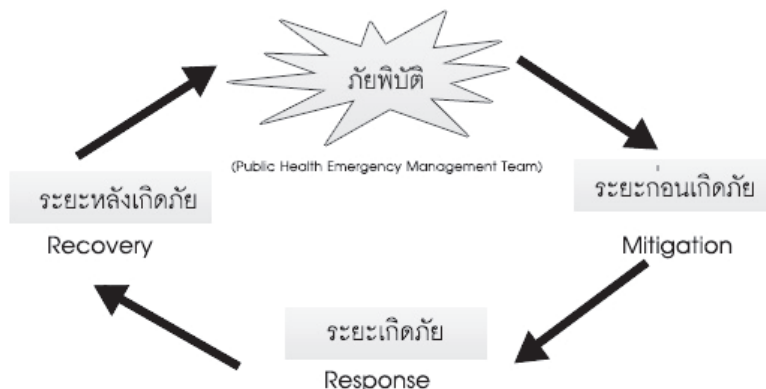 ภัยพิบัติ
(Public Health Emergency Management Team)
ระยะหลังเกิดภัย
Recovery
ระยะก่อนเกิดภัย
Mitigation
ระยะเกิดภัย
Response